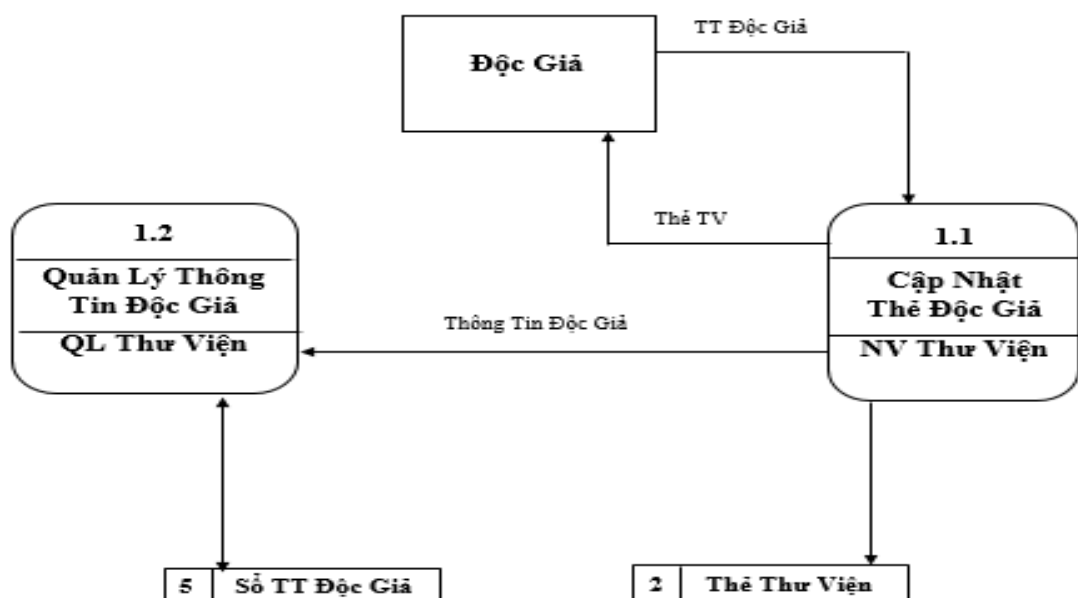 TT Độc Giả
Độc Giả
Thẻ TV
1.2
Quản Lý Thông
Tin Độc Giả
QL Thư Viện
1.1
Cập Nhật
Thẻ Độc Giả
NV Thư Viện
Thông Tin Độc Giả
5 Sổ TT Độc Giả
2 Thẻ Thư Viện